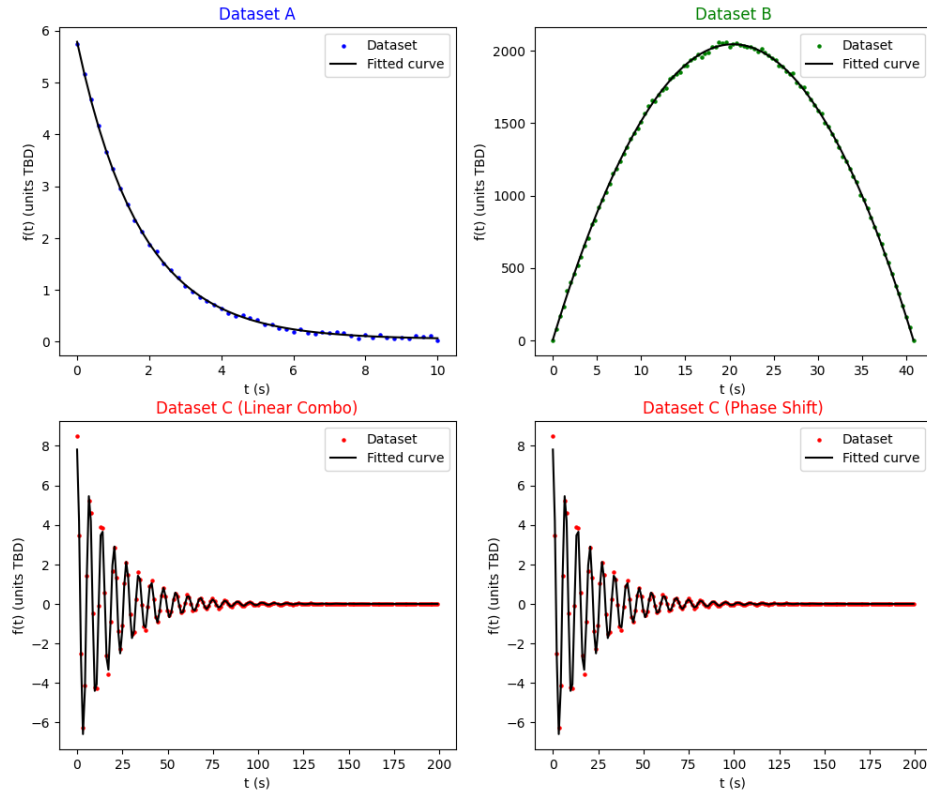 Dataset A
Dataset
Fitted curve
f(t) (units TBD)
6
5
4
3
2
1
0
0 2 4 6 8 10
t (s)
Dataset B
Dataset
Fitted curve
f(t) (units TBD)
2000
1500
1000
500
0
0 5 10 15 20 25 30 35 40
t (s)
Dataset C (Linear Combo)
Dataset
Fitted curve
f(t) (units TBD)
8
6
4
2
0
−2
−4
−6
0 25 50 75 100 125 150 175 200
t (s)
Dataset C (Phase Shift)
Dataset
Fitted curve
f(t) (units TBD)
8
6
4
2
0
−2
−4
−6
0 25 50 75 100 125 150 175 200
t (s)